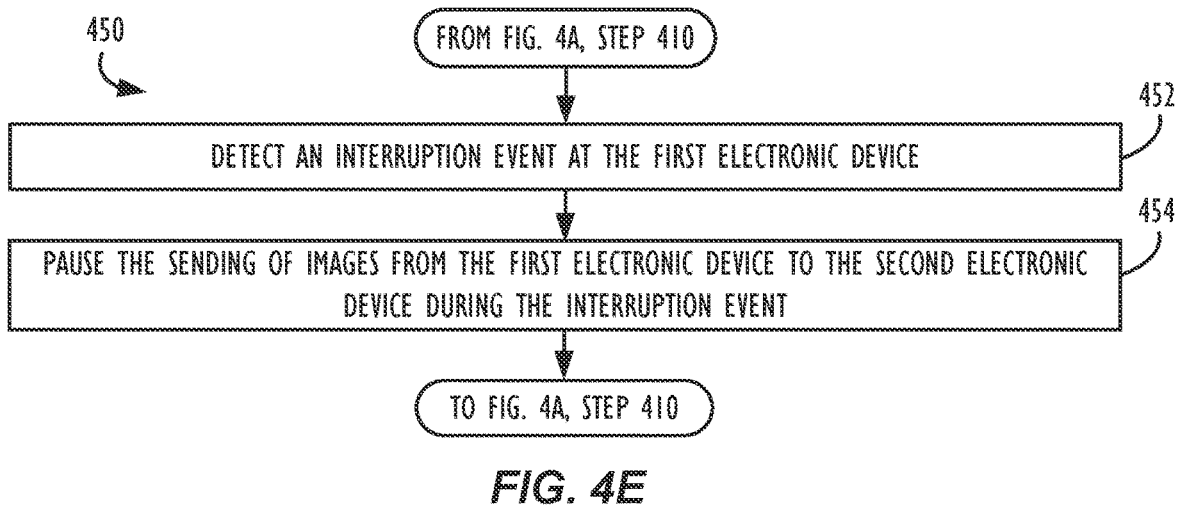 450
FROM FIG. 4A, STEP 410
452
DETECT AN INTERRUPTION EVENT AT THE FIRST ELECTRONIC DEVICE
454
PAUSE THE SENDING OF IMAGES FROM THE FIRST ELECTRONIC DEVICE TO THE SECOND ELECTRONIC
DEVICE DURING THE INTERRUPTION EVENT
TO FIG. 4A, STEP 410
FIG. 4E